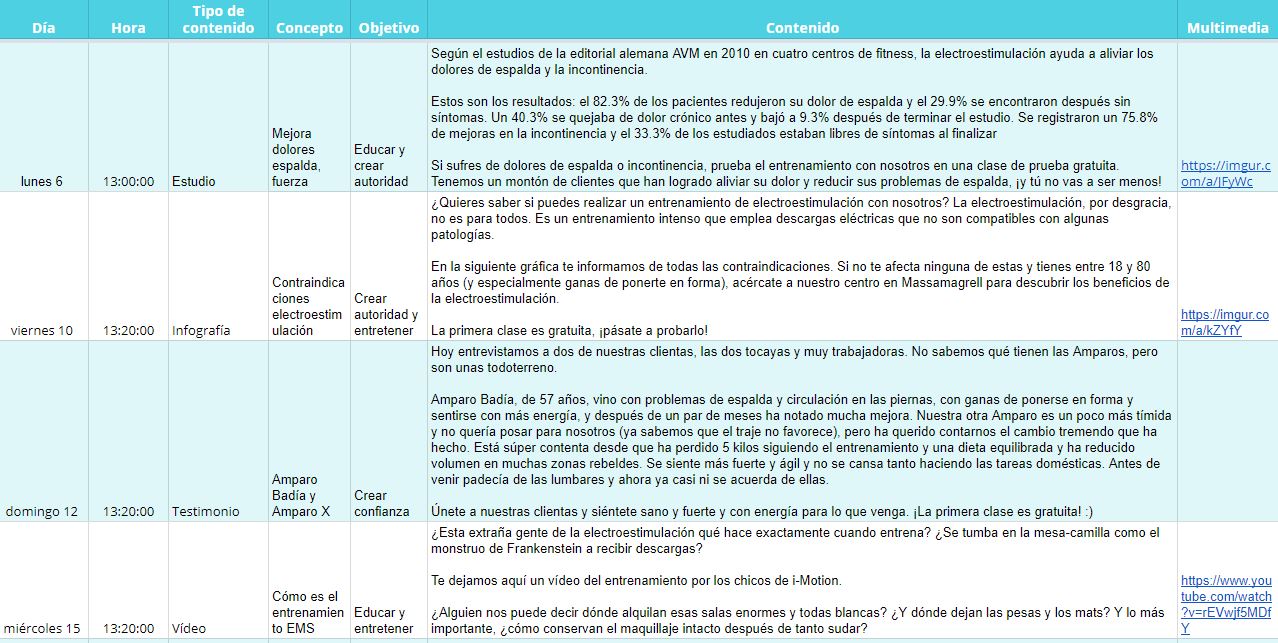 Día
Hora
Tipo de
contenido
Concepto
Objetivo
Contenido
Multimedia
lunes 6
13:00:00
Estudio
Mejora
dolores
espalda,
fuerza
Educar y
crear
autoridad
Según el estudios de la editorial alemana AVM en 2010 en cuatro centros de fitness, la electroestimulación ayuda a aliviar los
dolores de espalda y la incontinencia.
Estos son los resultados: el 82.3% de los pacientes redujeron su dolor de espalda y el 29.9% se encontraron después sin
síntomas. Un 40.3% se quejaba de dolor crónico antes y bajó a 9.3% después de terminar el estudio. Se registraron un 75.8%
de mejoras en la incontinencia y el 33.3% de los estudiados estaban libres de síntomas al finalizar
Si sufres de dolores de espalda o incontinencia, prueba el entrenamiento con nosotros en una clase de prueba gratuita.
Tenemos un montón de clientes que han logrado aliviar su dolor y reducir sus problemas de espalda, ¡y tú no vas a ser menos!
https://imgur.c
om/a/JFyWc
viernes 10
13:20:00
Infografía
Contraindica
ciones
electroestim
ulación
Crear
autoridad y
entretener
¿Quieres saber si puedes realizar un entrenamiento de electroestimulación con nosotros? La electroestimulación, por desgracia,
no es para todos. Es un entrenamiento intenso que emplea descargas eléctricas que no son compatibles con algunas
patologías.
En la siguiente gráfica te informamos de todas las contraindicaciones. Si no te afecta ninguna de estas y tienes entre 18 y 80
años (y especialmente ganas de ponerte en forma), acércate a nuestro centro en Massamagrell para descubrir los beneficios de
la electroestimulación.
La primera clase es gratuita, ¡pásate a probarlo!
https://imgur.co
m/a/kZYfY
domingo 12
13:20:00
Testimonio
Amparo
Badía y
Amparo X
Crear
confianza
Hoy entrevistamos a dos de nuestras clientas, las dos tocayas y muy trabajadoras. No sabemos qué tienen las Amparos, pero
son unas todoterreno.
Amparo Badía, de 57 años, vino con problemas de espalda y circulación en las piernas, con ganas de ponerse en forma y
sentirse con más energía, y después de un par de meses ha notado mucha mejora. Nuestra otra Amparo es un poco más tímida
y no quería posar para nosotros (ya sabemos que el traje no favorece), pero ha querido contarnos el cambio tremendo que ha
hecho. Está súper contenta desde que ha perdido 5 kilos siguiendo el entrenamiento y una dieta equilibrada y ha reducido
volumen en muchas zonas rebeldes. Se siente más fuerte y ágil y no se cansa tanto haciendo las tareas domésticas. Antes de
venir padecía de las lumbares y ahora ya casi ni se acuerda de ellas.
Únete a nuestras clientas y siéntete sano y fuerte y con energía para lo que venga. ¡La primera clase es gratuita! :)
miércoles 15
13:20:00
Vídeo
Cómo es el
entrenamien
to EMS
Educar y
entretener
¿Esta extraña gente de la electroestimulación qué hace exactamente cuando entrena? ¿Se tumba en la mesa-camilla como el
monstruo de Frankenstein a recibir descargas?
Te dejamos aquí un vídeo del entrenamiento por los chicos de i-Motion.
¿Alguien nos puede decir dónde alquilan esas salas enormes y todas blancas? ¿Y dónde dejan las pesas y los mats? Y lo más
importante, ¿cómo conservan el maquillaje intacto después de tanto sudar?
https://www.you
tube.com/watch
?v=rEVwjf5MDf
Y